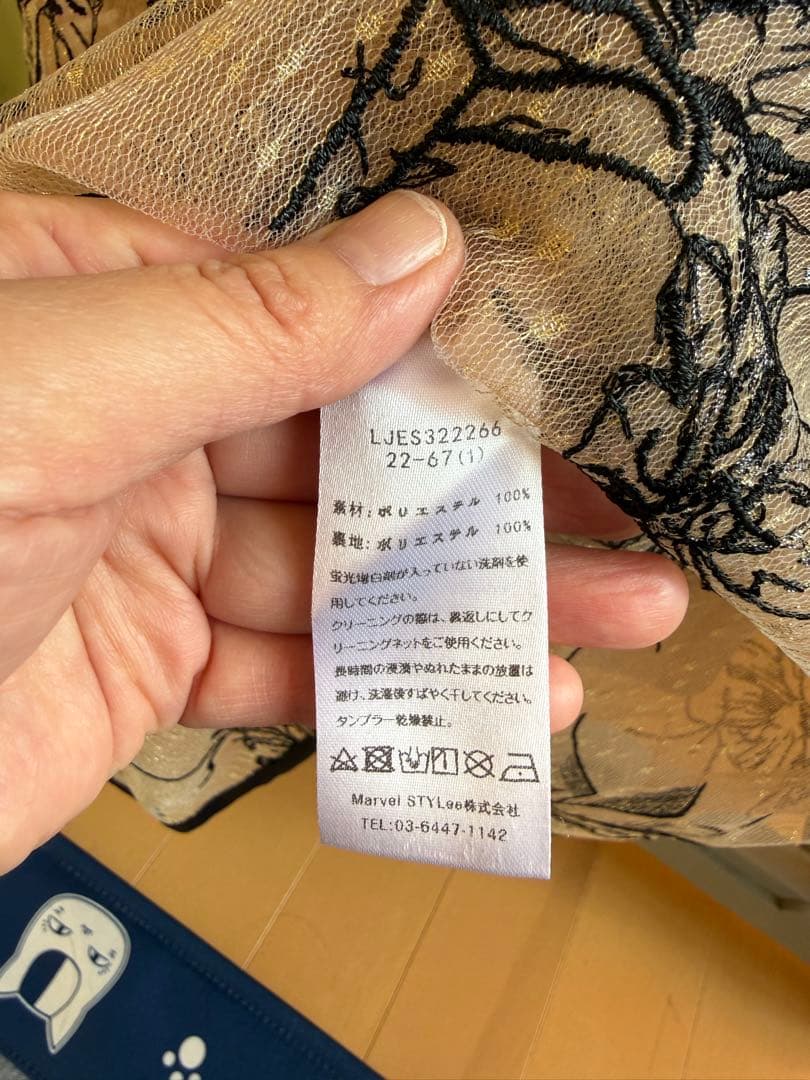 LJES322266
22-67(1)
素材: ポリエステル 100%
裏地: ポリエステル 100%
蛍光増白剤が入っていない洗剤を使
用してください。
クリーニングの際は、裏返しにしてク
リーニングネットをご使用ください。
長時間の浸漬やぬれたままの放置は
避け、洗濯後すばやく干してください。
タンブラー乾燥禁止。
Marvel STYLee株式会社
TEL:03-6447-1142